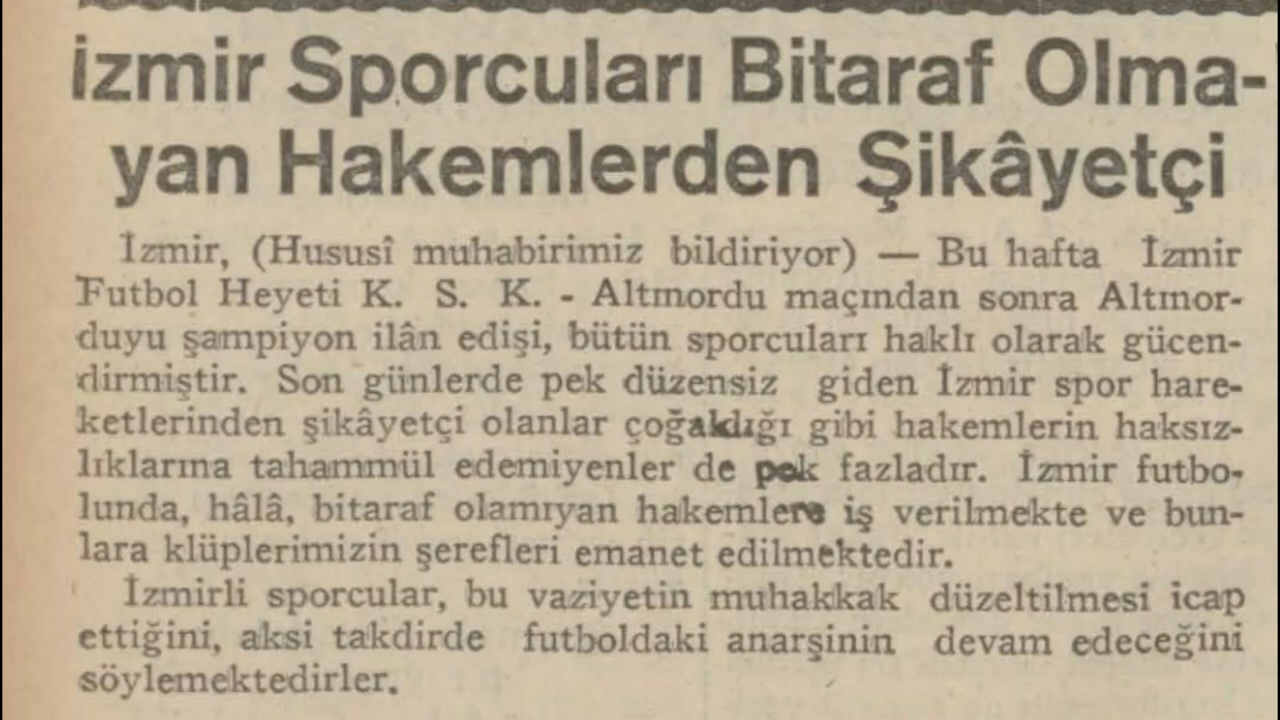 İzmir Sporcuları Bitaraf Olma-
yan Hakemlerden Şikâyetçi
İzmir, (Hususî muhabirimiz bildiriyor) — Bu hafta İzmir
Futbol Heyeti K. S. K. - Altınordu maçından sonra Altınor-
duyu şampiyon ilân edişi, bütün sporcuları haklı olarak gücen-
dirmiştir. Son günlerde pek düzensiz giden İzmir spor hare-
ketlerinden şikâyetçi olanlar çoğaldığı gibi hakemlerin haksız-
lıklarına tahammül edemiyenler de pek fazladır. İzmir futbo-
lunda, hâlâ, bitaraf olamıyan hakemlere iş verilmekte ve bun-
lara klüplerimizin şerefleri emanet edilmektedir.
İzmirli sporcular, bu vaziyetin muhakkak düzeltilmesi icap
ettiğini, aksi takdirde futboldaki anarşinin devam edeceğini
söylemektedirler.